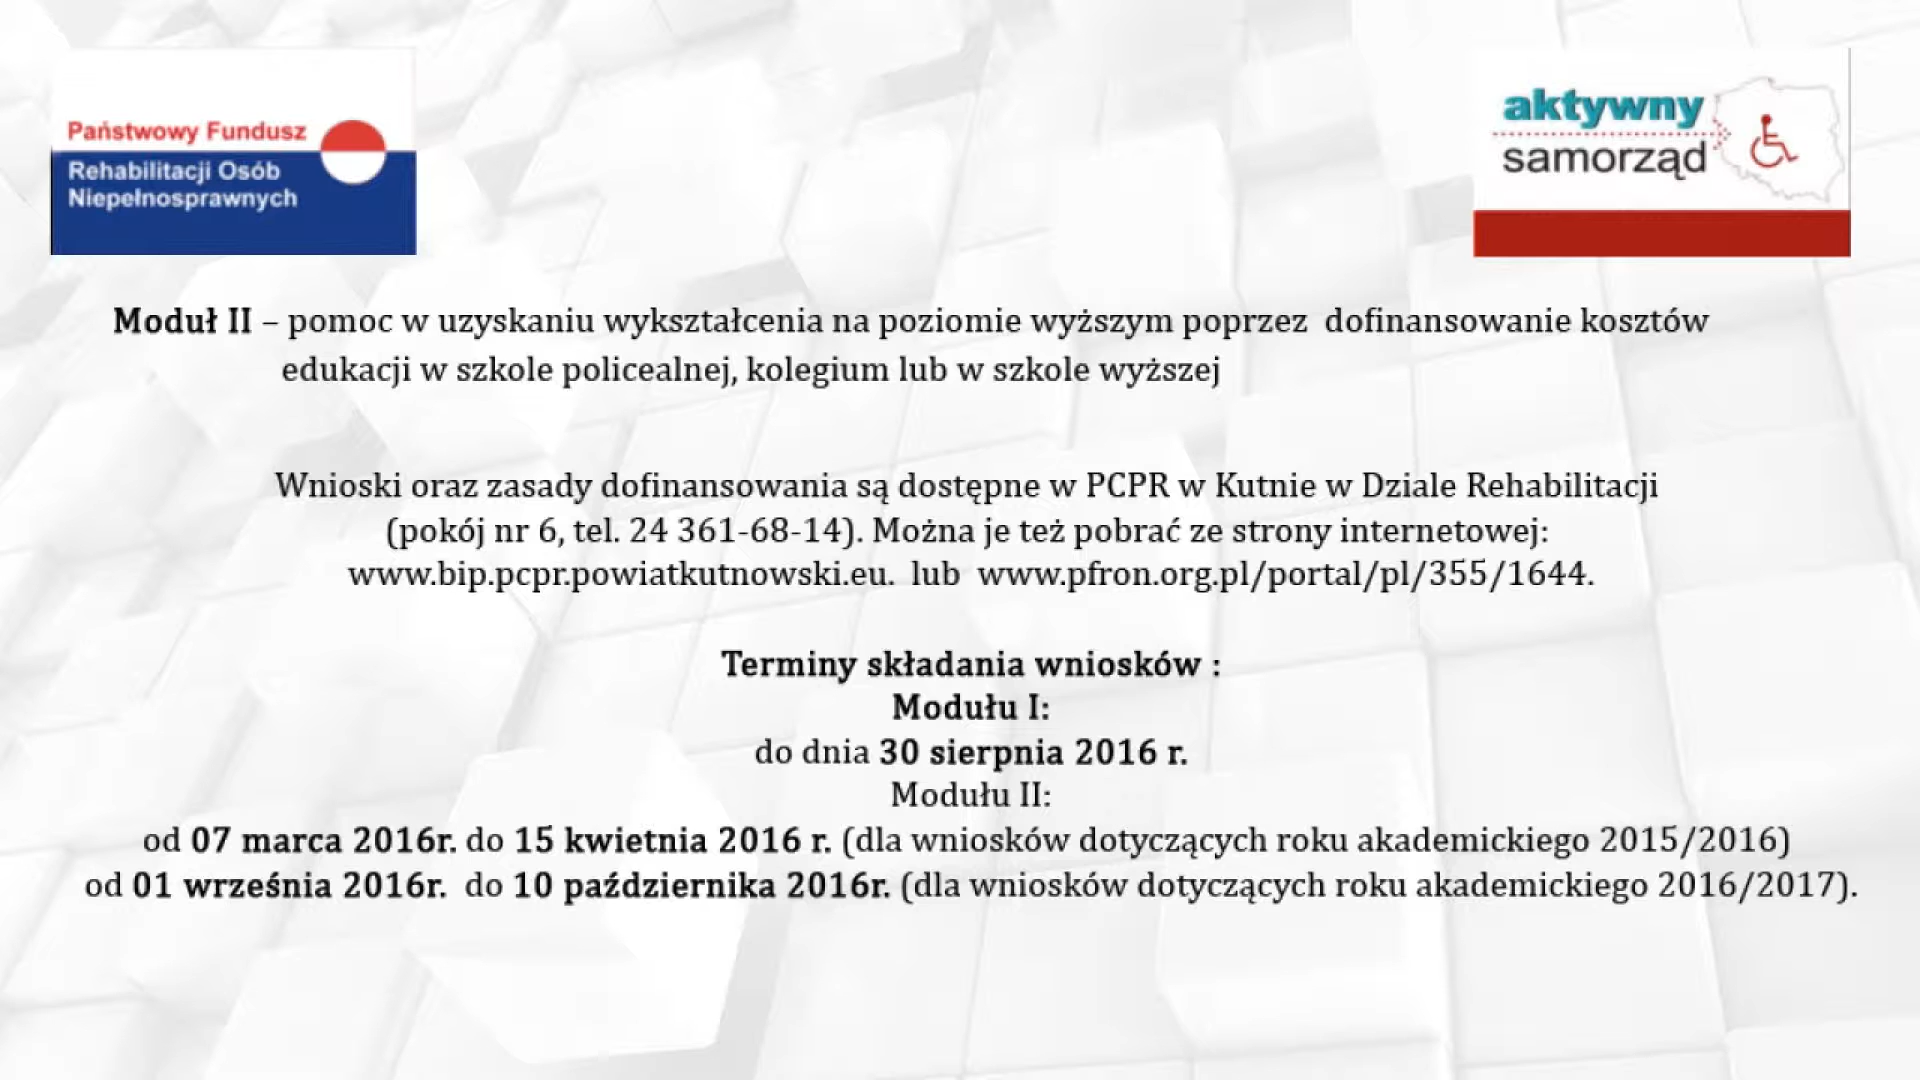 Państwowy Fundusz
Rehabilitacji Osób
Niepełnosprawnych
aktywny
samorząd
Moduł II – pomoc w uzyskaniu wykształcenia na poziomie wyższym poprzez  dofinansowanie kosztów
edukacji w szkole policealnej, kolegium lub w szkole wyższej
Wnioski oraz zasady dofinansowania są dostępne w PCPR w Kutnie w Dziale Rehabilitacji
(pokój nr 6, tel. 24 361-68-14). Można je też pobrać ze strony internetowej:
www.bip.pcpr.powiatkutnowski.eu.  lub  www.pfron.org.pl/portal/pl/355/1644.
Terminy składania wniosków :
Modułu I:
do dnia 30 sierpnia 2016 r.
Modułu II:
od 07 marca 2016r. do 15 kwietnia 2016 r. (dla wniosków dotyczących roku akademickiego 2015/2016)
od 01 września 2016r.  do 10 października 2016r. (dla wniosków dotyczących roku akademickiego 2016/2017).